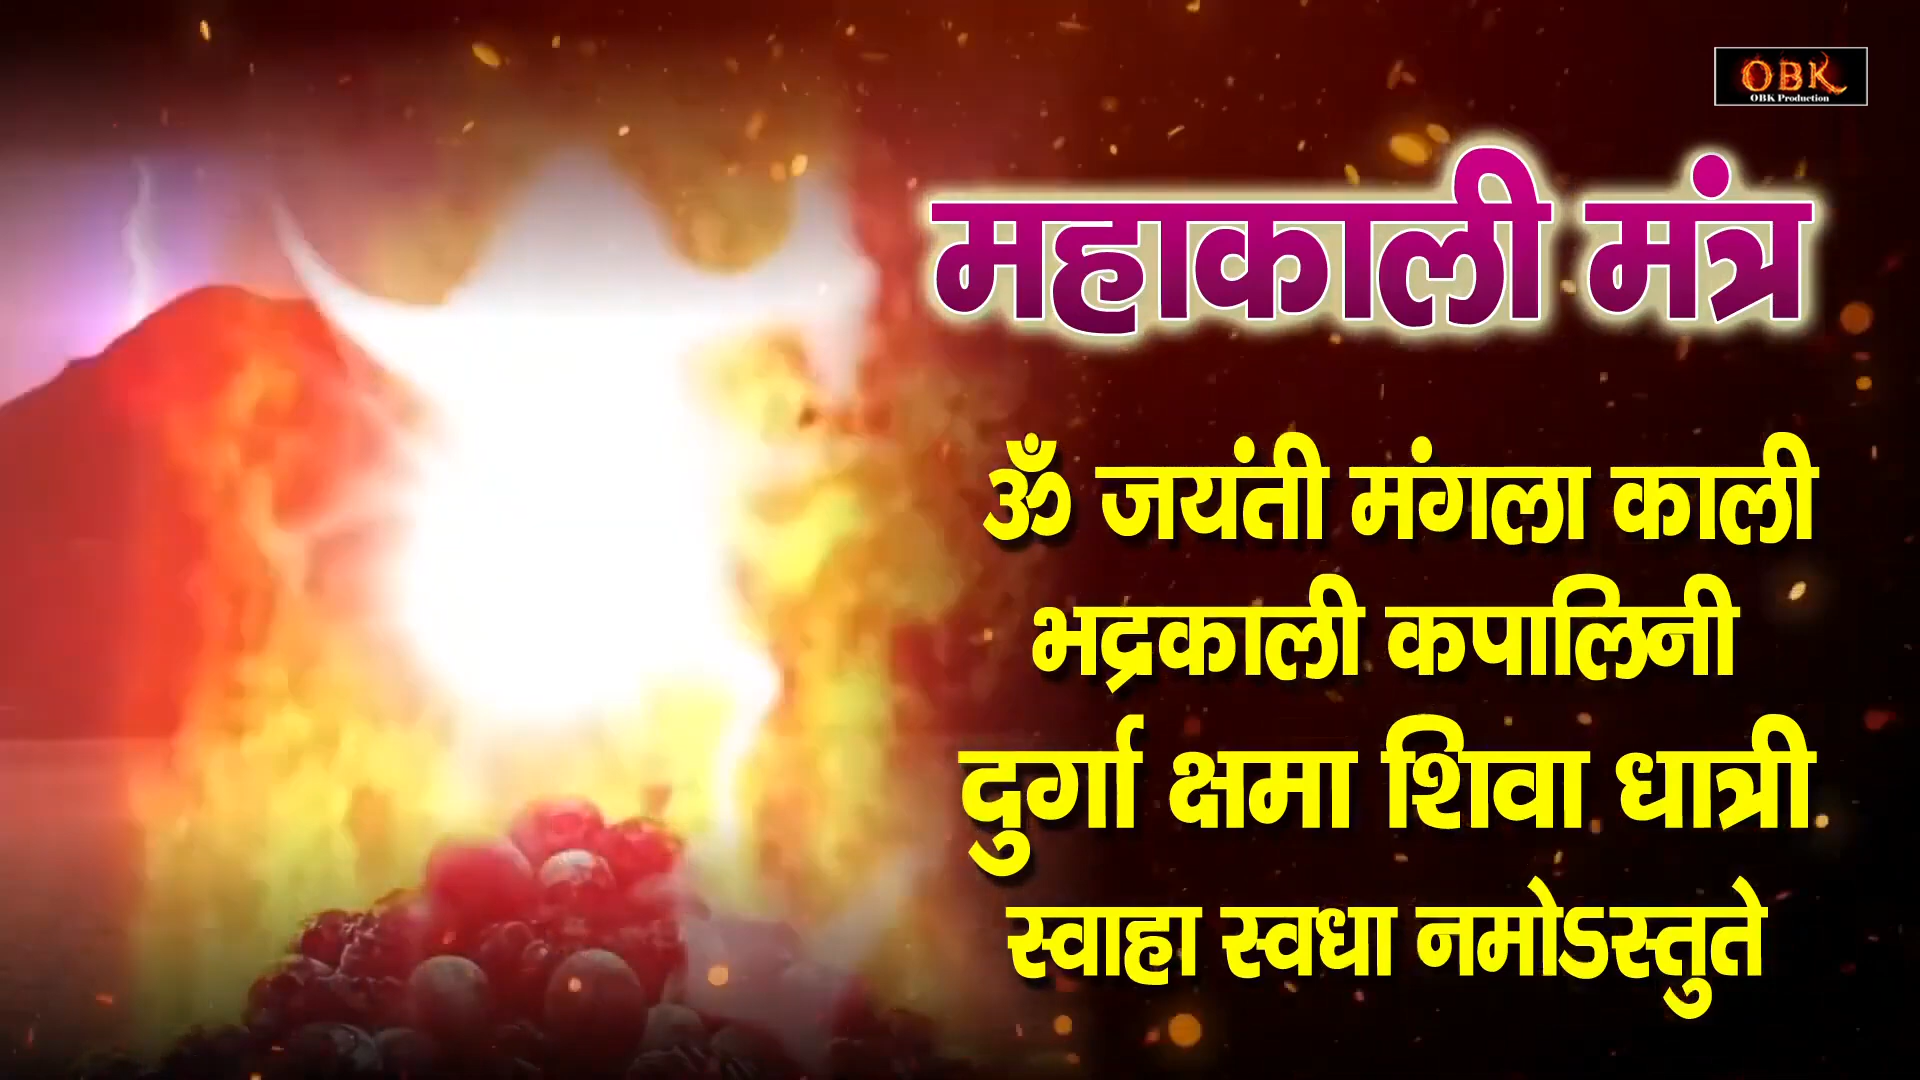 OBK
OBK Production
महाकाली मंत्र
ॐ जयंती मंगला काली
भद्रकाली कपालिनी
दुर्गा क्षमा शिवा धात्री
स्वाहा स्वधा नमोऽस्तुते